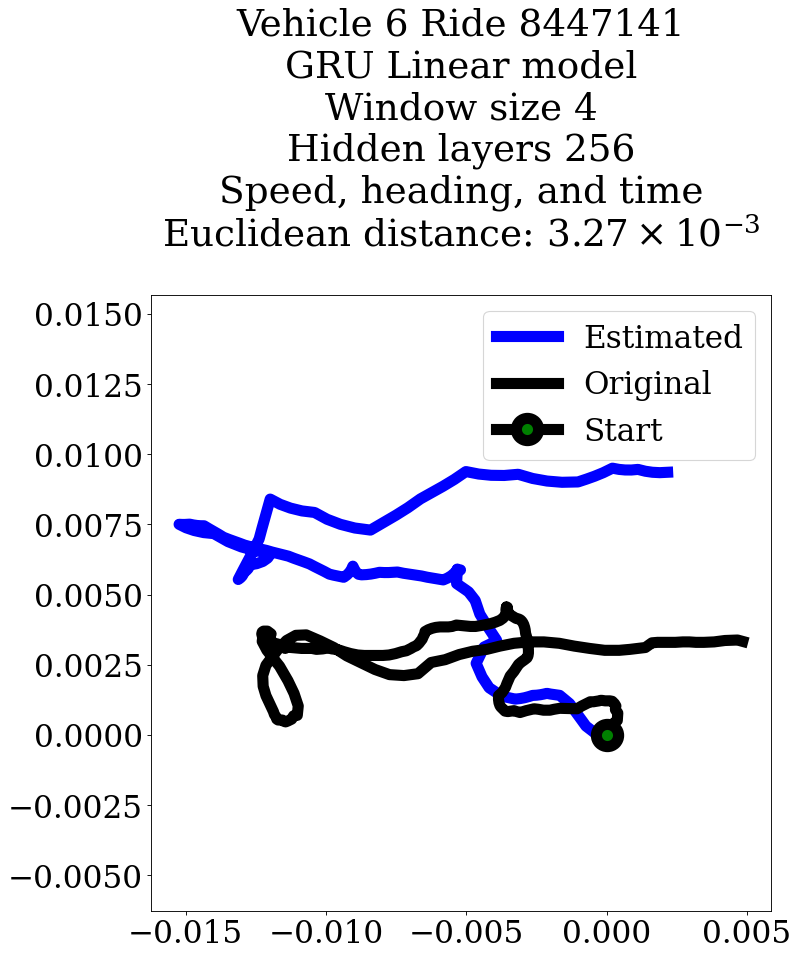 Vehicle 6 Ride 8447141
GRU Linear model
Window size 4
Hidden layers 256
Speed, heading, and time
Euclidean distance: 3.27 × 10⁻³
Estimated
Original
Start
0.0150
0.0125
0.0100
0.0075
0.0050
0.0025
0.0000
−0.0025
−0.0050
−0.015 −0.010 −0.005 0.000 0.005